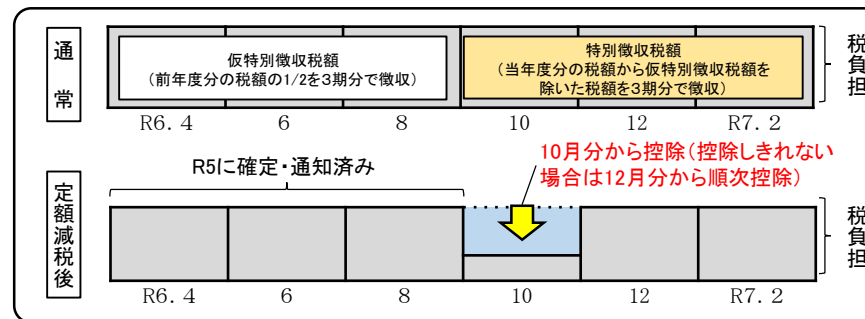 通常
仮特別徴収税額
(前年度分の税額の1/2を3期分で徴収)
特別徴収税額
(当年度分の税額から仮特別徴収税額を
除いた税額を3期分で徴収)
税負担
R6.4 6 8 10 12 R7.2
R5に確定・通知済み
10月分から控除(控除しきれない
場合は12月分から順次控除)
定額減税後
税負担
R6.4 6 8 10 12 R7.2